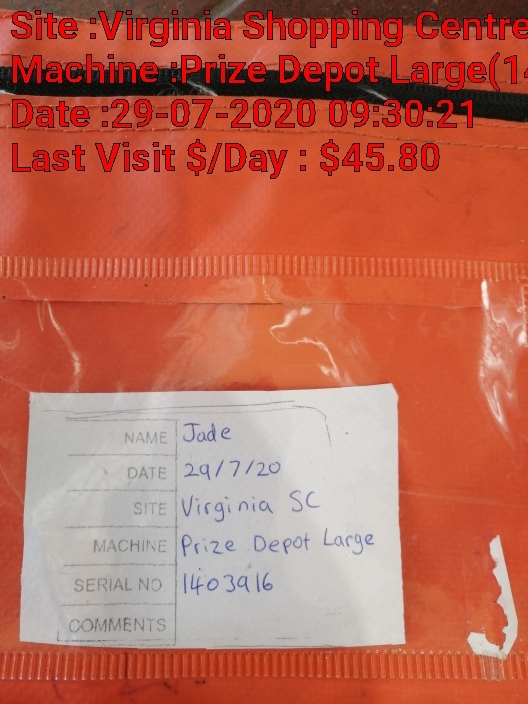 Site :Virginia Shopping Centre
Machine :Prize Depot Large(14
Date :29-07-2020 09:30:21
Last Visit $/Day : $45.80
NAME Jade
DATE 29/7/20
SITE Virginia SC
MACHINE Prize Depot Large
SERIAL NO 1403916
COMMENTS